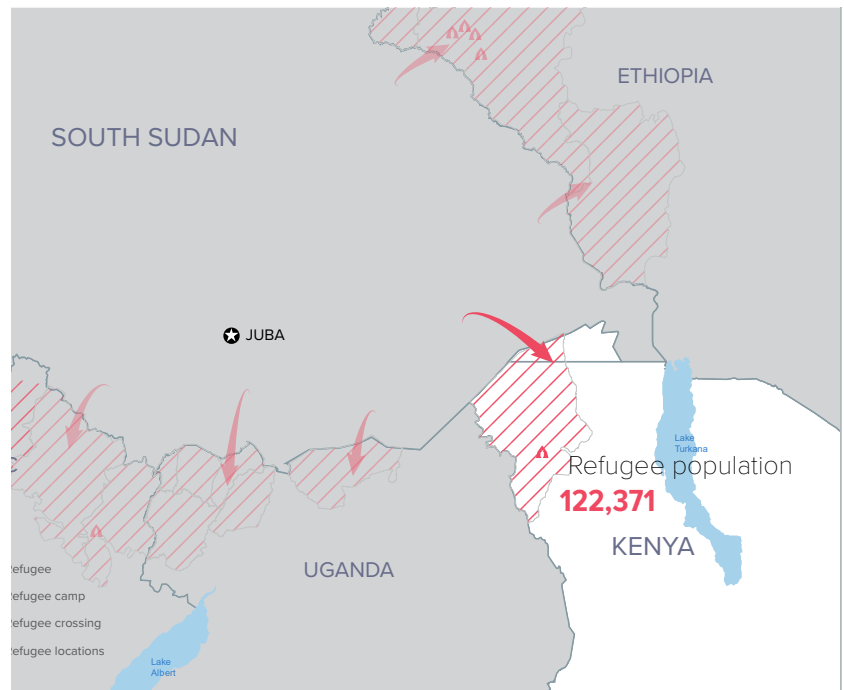 ETHIOPIA
SOUTH SUDAN
JUBA
Lake
Turkana
Refugee population
122,371
KENYA
UGANDA
efugee
efugee camp
efugee crossing
efugee locations
Lake
Albert